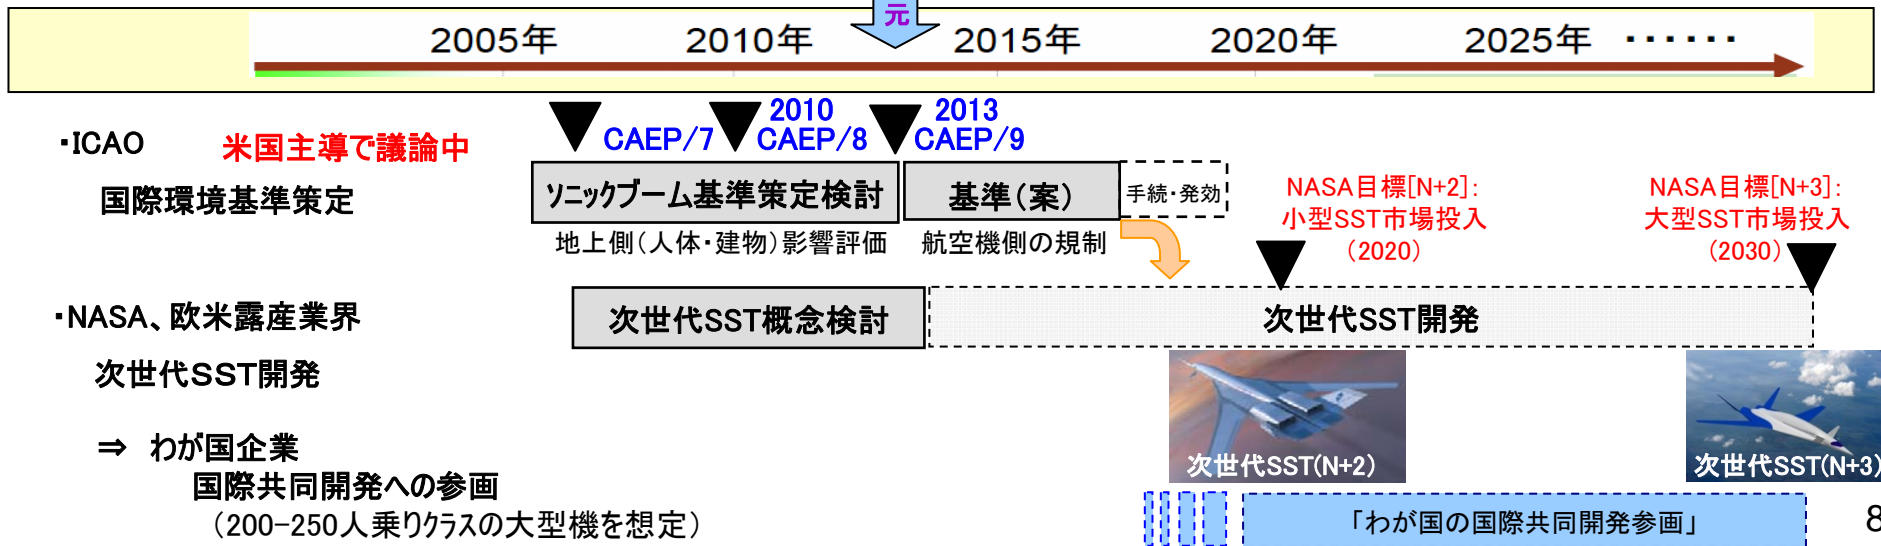 元
2005年 2010年 2015年 2020年 2025年 ・・・・・・
・ICAO 米国主導で議論中
国際環境基準策定
CAEP/7
2010
CAEP/8
2013
CAEP/9
ソニックブーム基準策定検討
基準(案)
手続・発効
地上側(人体・建物)影響評価
航空機側の規制
NASA目標[N+2]:
小型SST市場投入
(2020)
NASA目標[N+3]:
大型SST市場投入
(2030)
・NASA、欧米露産業界
次世代SST開発
次世代SST概念検討
次世代SST開発
次世代SST(N+2)
次世代SST(N+3)
⇒ わが国企業
国際共同開発への参画
(200-250人乗りクラスの大型機を想定)
「わが国の国際共同開発参画」
8